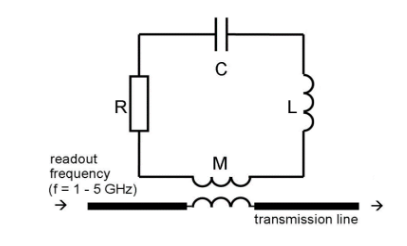 C
R
L
M
readout
frequency
(f = 1 - 5 GHz)
transmission line